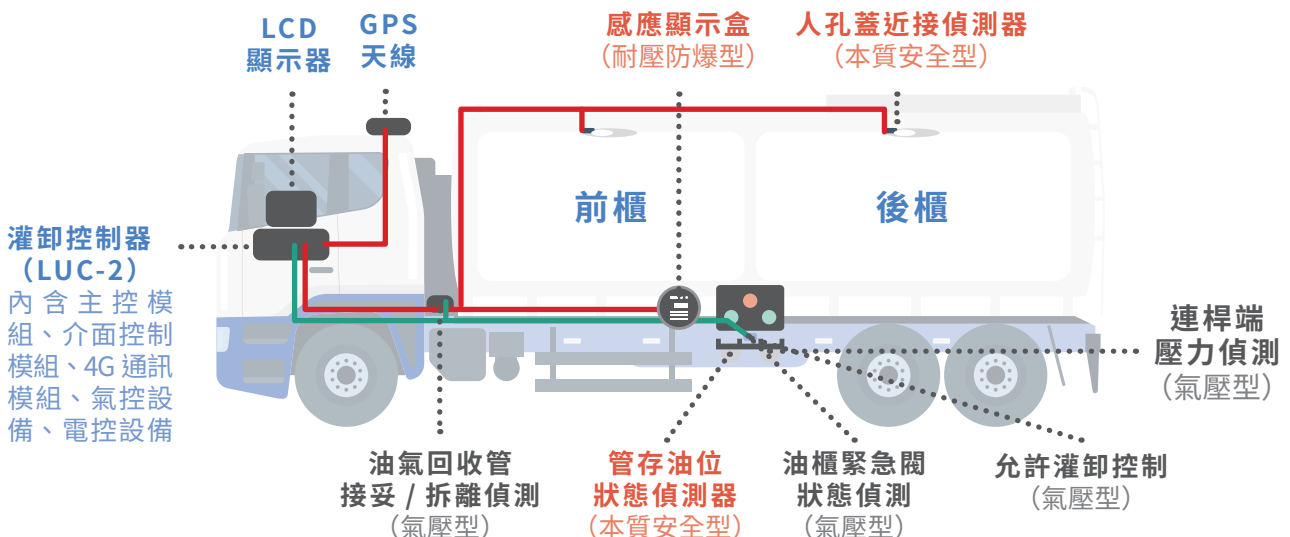 LCD
顯示器
GPS
天線
感應顯示盒
（耐壓防爆型）
人孔蓋近接偵測器
（本質安全型）
前櫃
後櫃
灌卸控制器
（LUC-2）
內含主控模
組、介面控制
模組、4G 通訊
模組、氣控設
備、電控設備
連桿端
壓力偵測
（氣壓型）
油氣回收管
接妥 / 拆離偵測
（氣壓型）
管存油位
狀態偵測器
（本質安全型）
油櫃緊急閥
狀態偵測
（氣壓型）
允許灌卸控制
（氣壓型）